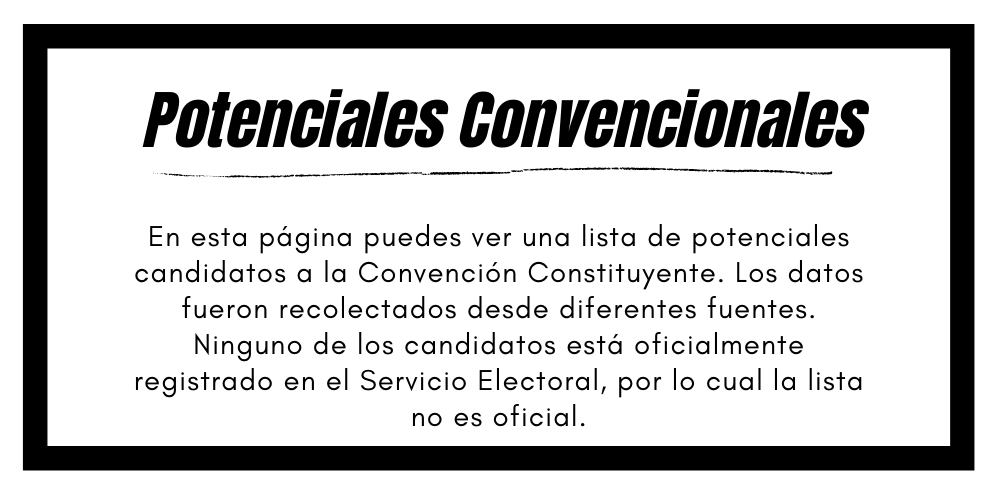 Potenciales Convencionales
En esta página puedes ver una lista de potenciales
candidatos a la Convención Constituyente. Los datos
fueron recolectados desde diferentes fuentes.
Ninguno de los candidatos está oficialmente
registrado en el Servicio Electoral, por lo cual la lista
no es oficial.